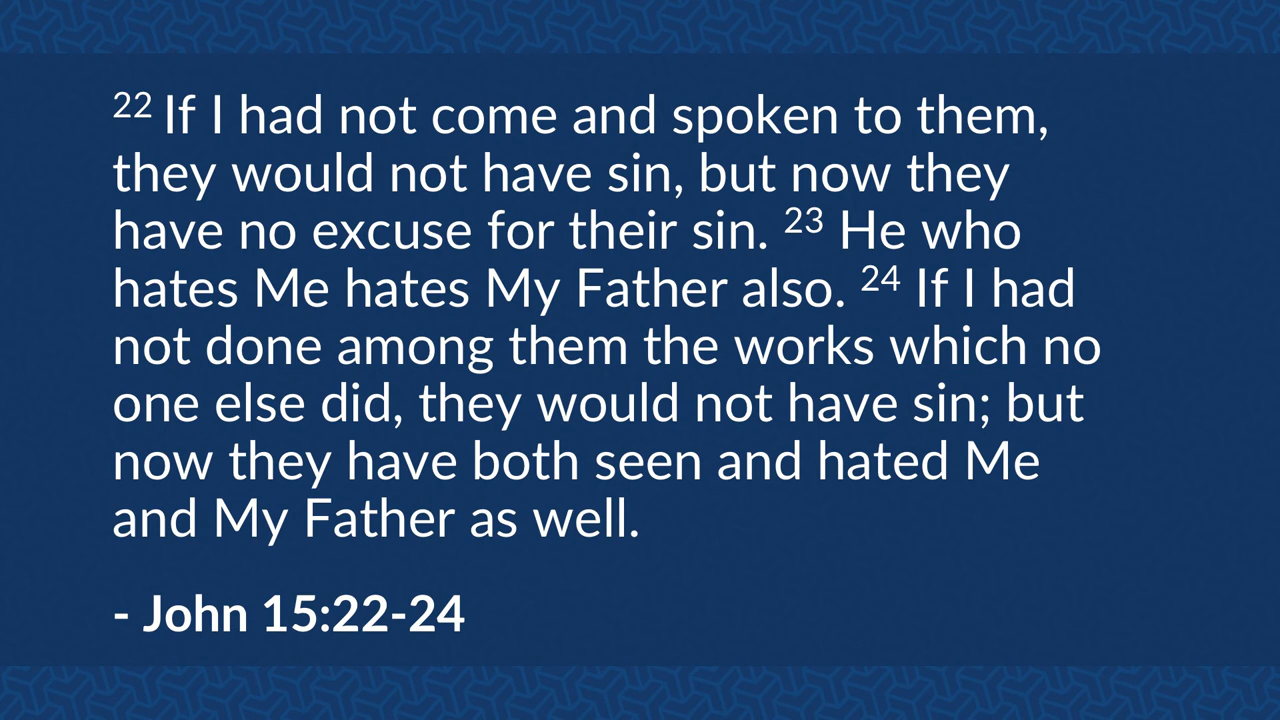 22 If I had not come and spoken to them,
they would not have sin, but now they
have no excuse for their sin. 23 He who
hates Me hates My Father also. 24 If I had
not done among them the works which no
one else did, they would not have sin; but
now they have both seen and hated Me
and My Father as well.
- John 15:22-24